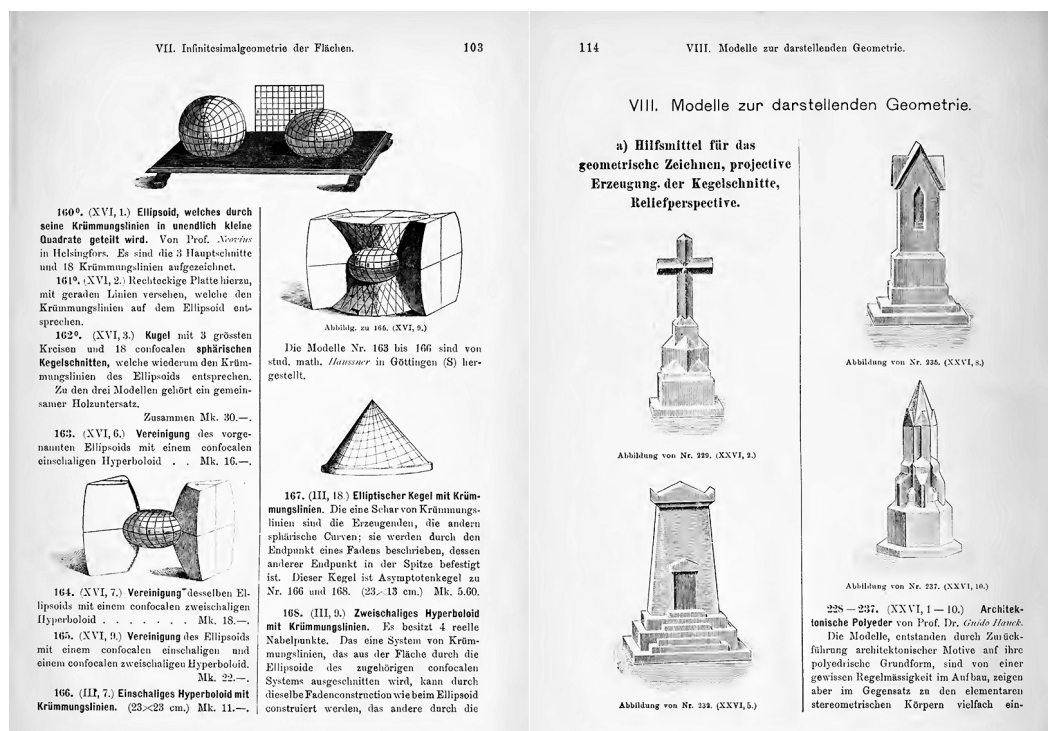 VII. Infinitesimalgeometrie der Flächen. 103
160⁰. (XVI, 1.) Ellipsoid, welches durch
seine Krümmungslinien in unendlich kleine
Quadrate geteilt wird. Von Prof. Neovius
in Helsingfors. Es sind die 3 Hauptschnitte
und 18 Krümmungslinien aufgezeichnet.
161⁰. (XVI, 2.) Rechteckige Platte hierzu,
mit geraden Linien versehen, welche den
Krümmungslinien auf dem Ellipsoid ent-
sprechen.
162⁰. (XVI, 3.) Kugel mit 3 grössten
Kreisen und 18 confocalen sphärischen
Kegelschnitten, welche wiederum den Krüm-
mungslinien des Ellipsoids entsprechen.
Zu den drei Modellen gehört ein gemein-
samer Holzuntersatz.
Zusammen Mk. 30.—.
163. (XVI, 6.) Vereinigung des vorge-
nannten Ellipsoids mit einem confocalen
einschaligen Hyperboloid . . Mk. 16.—.
164. (XVI, 7.) Vereinigung desselben El-
lipsoids mit einem confocalen zweischaligen
Hyperboloid . . . . . . . Mk. 18.—.
165. (XVI, 9.) Vereinigung des Ellipsoids
mit einem confocalen einschaligen und
einem confocalen zweischaligen Hyperboloid.
Mk. 22.—.
166. (III, 7.) Einschaliges Hyperboloid mit
Krümmungslinien. (23×23 cm.) Mk. 11.—.
Abbildg. zu 165. (XVI, 9.)
Die Modelle Nr. 163 bis 166 sind von
stud. math. Haussner in Göttingen (S) her-
gestellt.
167. (III, 18.) Elliptischer Kegel mit Krüm-
mungslinien. Die eine Schar von Krümmungs-
linien sind die Erzeugenden, die andern
sphärische Curven; sie werden durch den
Endpunkt eines Fadens beschrieben, dessen
anderer Endpunkt in der Spitze befestigt
ist. Dieser Kegel ist Asymptotenkegel zu
Nr. 166 und 168. (23×13 cm.) Mk. 5.60.
168. (III, 9.) Zweischaliges Hyperboloid
mit Krümmungslinien. Es besitzt 4 reelle
Nabelpunkte. Das eine System von Krüm-
mungslinien, das aus der Fläche durch die
Ellipsoide des zugehörigen confocalen
Systems ausgeschnitten wird, kann durch
dieselbe Fadenconstruction wie beim Ellipsoid
construiert werden, das andere durch die
114 VIII. Modelle zur darstellenden Geometrie.
VIII. Modelle zur darstellenden Geometrie.
a) Hilfsmittel für das
geometrische Zeichnen, projective
Erzeugung. der Kegelschnitte,
Reliefperspective.
Abbildung von Nr. 229. (XXVI, 2.)
Abbildung von Nr. 232. (XXVI, 5.)
Abbildung von Nr. 235. (XXVI, 8.)
Abbildung von Nr. 237. (XXVI, 10.)
228—237. (XXVI, 1—10.) Architek-
tonische Polyeder von Prof. Dr. Guido Hauck.
Die Modelle, entstanden durch Zurück-
führung architektonischer Motive auf ihre
polyedrische Grundform, sind von einer
gewissen Regelmässigkeit im Aufbau, zeigen
aber im Gegensatz zu den elementaren
stereometrischen Körpern vielfach ein-